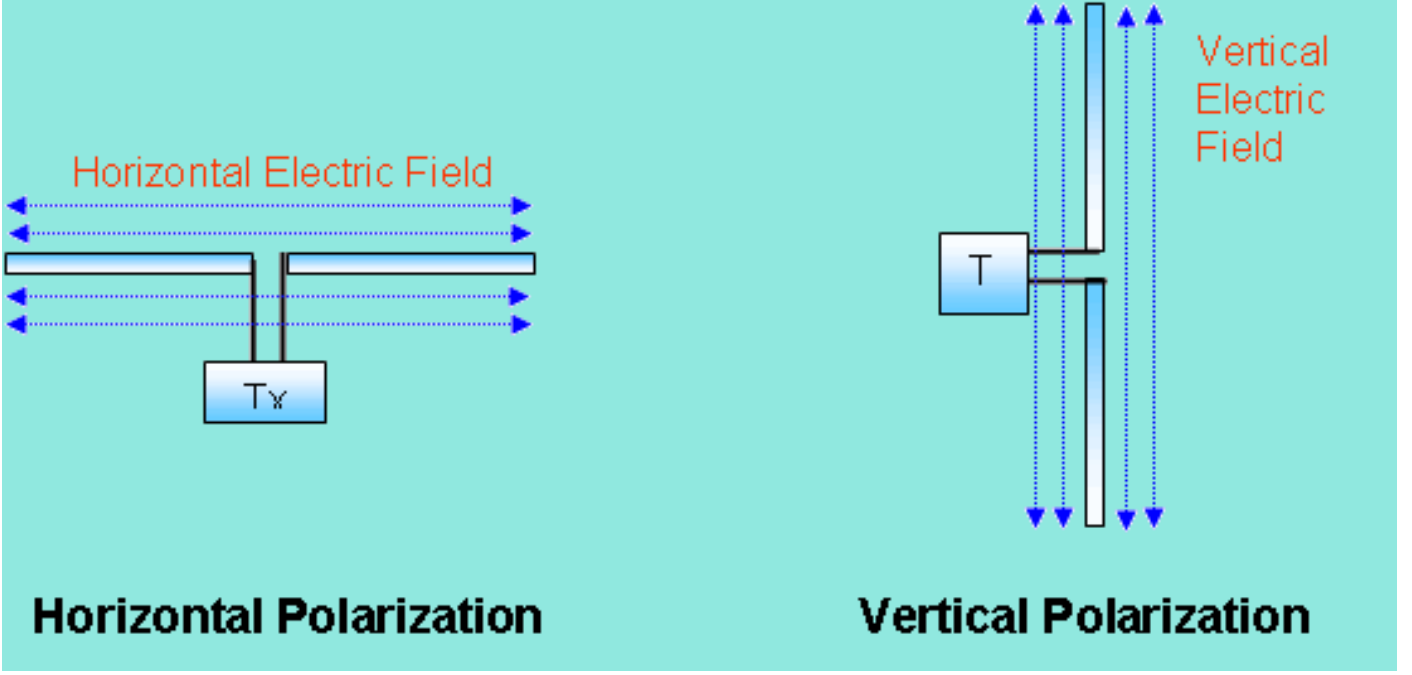 Horizontal Electric Field
Tx
Horizontal Polarization
Vertical
Electric
Field
T
Vertical Polarization